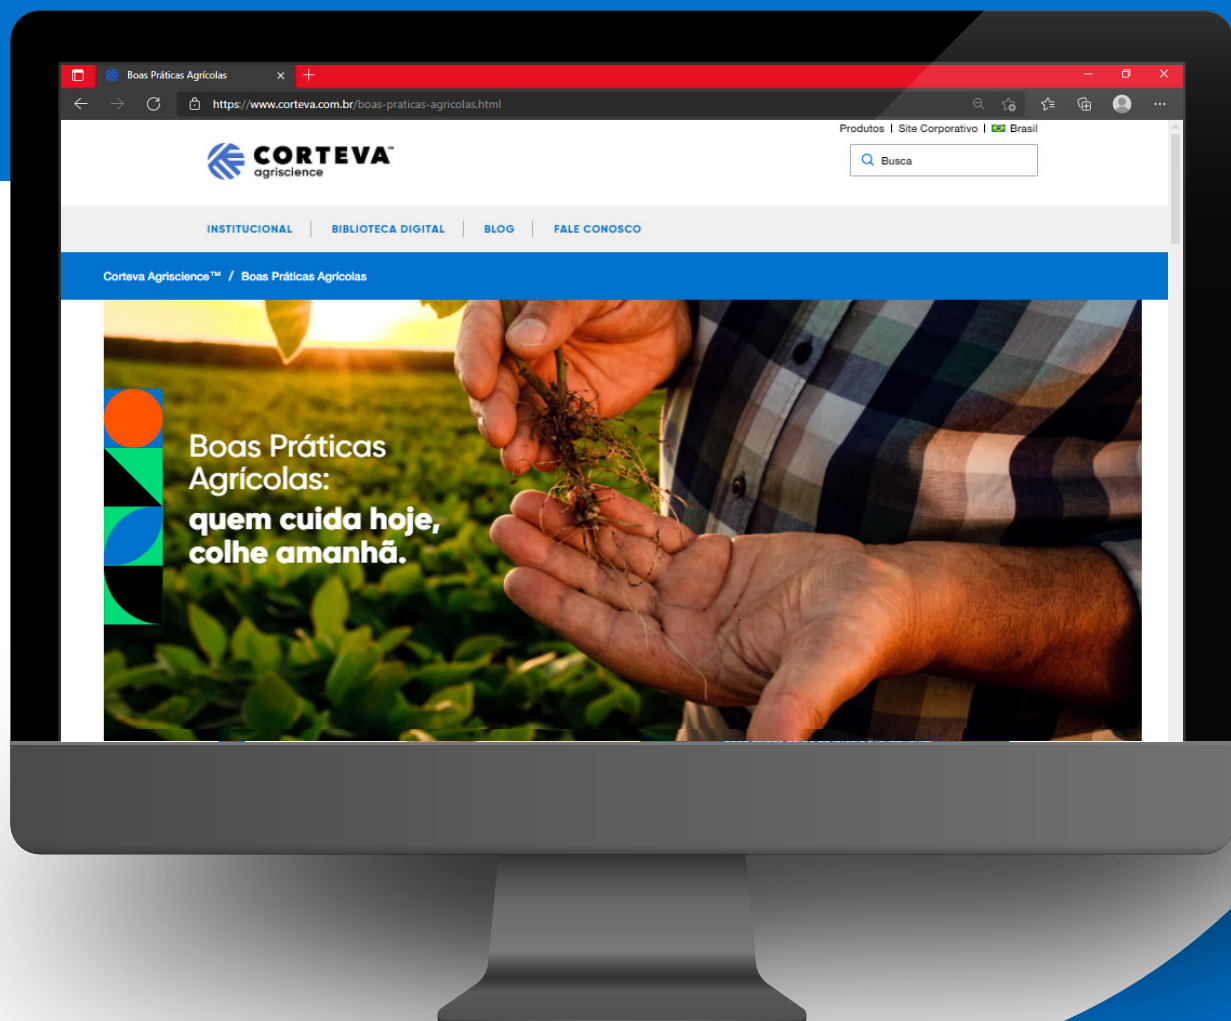 Boas Práticas Agrícolas
https://www.corteva.com.br/boas-praticas-agricolas.html
Produtos | Site Corporativo | Brasil
CORTEVA™
agriscience
Busca
INSTITUCIONAL | BIBLIOTECA DIGITAL | BLOG | FALE CONOSCO
Corteva Agriscience™ / Boas Práticas Agrícolas
Boas Práticas
Agrícolas:
quem cuida hoje,
colhe amanhã.